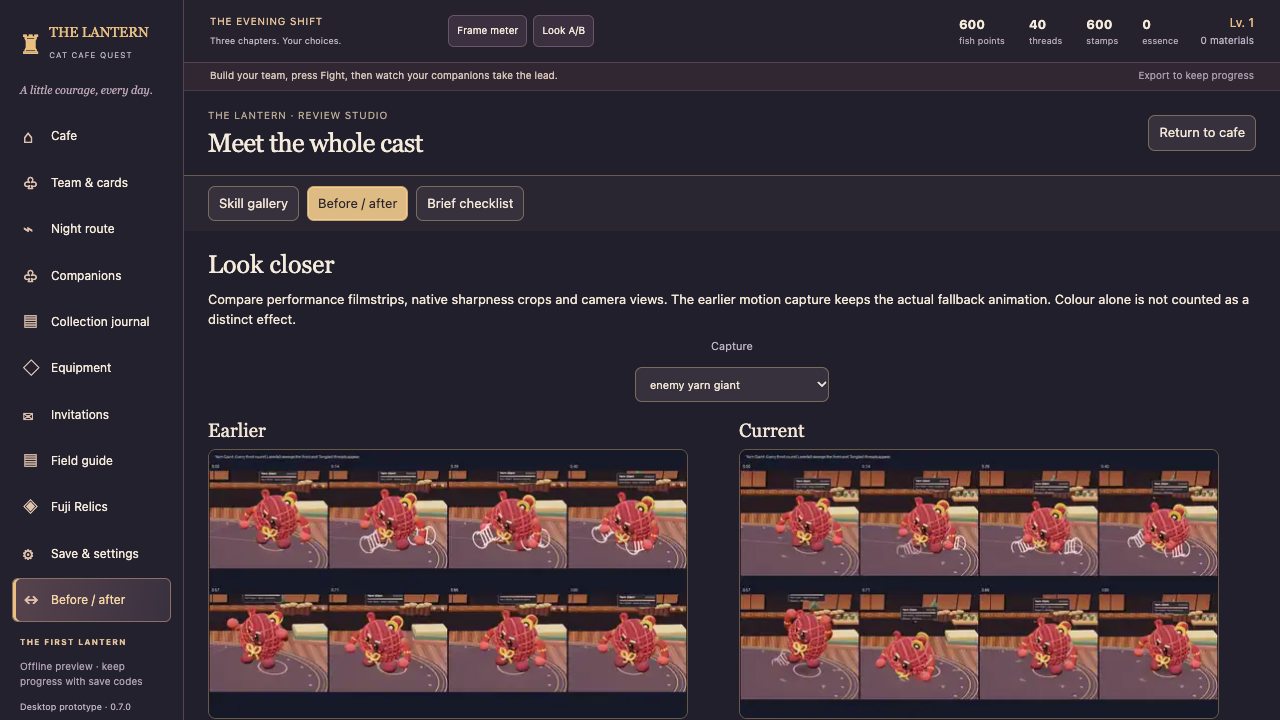 THE LANTERN
CAT CAFE QUEST
A little courage, every day.
Cafe
Team & cards
Night route
Companions
Collection journal
Equipment
Invitations
Field guide
Fuji Relics
Save & settings
Before / after
THE FIRST LANTERN
Offline preview · keep
progress with save codes
Desktop prototype · 0.7.0
THE EVENING SHIFT
Three chapters. Your choices.
Frame meter
Look A/B
600
fish points
40
threads
600
stamps
0
essence
Lv. 1
0 materials
Build your team, press Fight, then watch your companions take the lead.
Export to keep progress
THE LANTERN · REVIEW STUDIO
Meet the whole cast
Return to cafe
Skill gallery
Before / after
Brief checklist
Look closer
Compare performance filmstrips, native sharpness crops and camera views. The earlier motion capture keeps the actual fallback animation. Colour alone is not counted as a
distinct effect.
Capture
enemy yarn giant
Earlier
Current